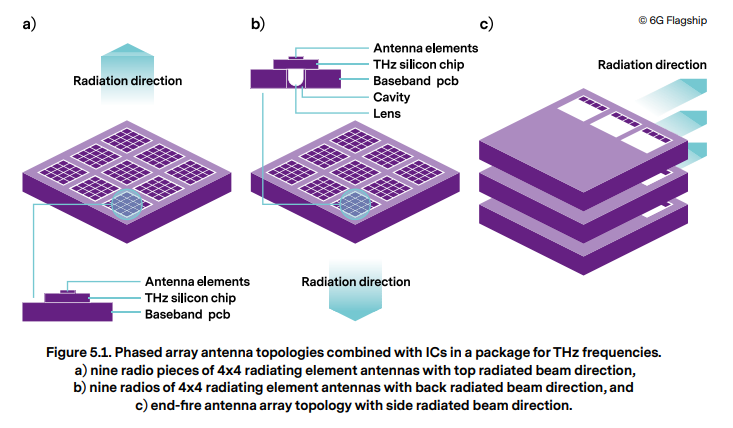 a)
b)
c)
© 6G Flagship
Radiation direction
Antenna elements
THz silicon chip
Baseband pcb
Cavity
Lens
Radiation direction
Antenna elements
THz silicon chip
Baseband pcb
Radiation direction
Figure 5.1. Phased array antenna topologies combined with ICs in a package for THz frequencies.
a) nine radio pieces of 4x4 radiating element antennas with top radiated beam direction,
b) nine radios of 4x4 radiating element antennas with back radiated beam direction, and
c) end-fire antenna array topology with side radiated beam direction.